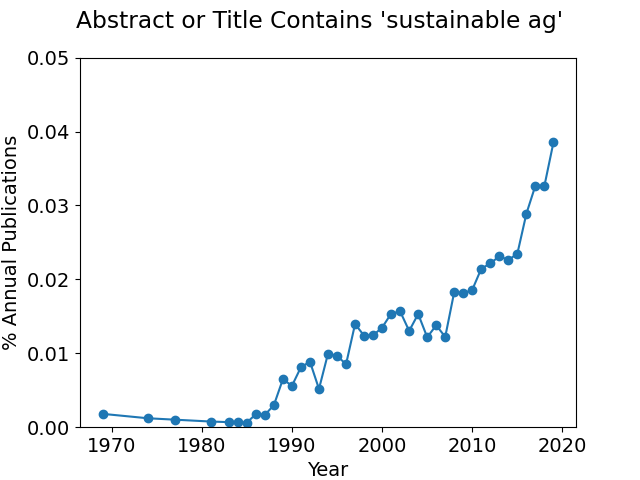 Abstract or Title Contains 'sustainable ag'
% Annual Publications
0.05
0.04
0.03
0.02
0.01
0.00
1970 1980 1990 2000 2010 2020
Year